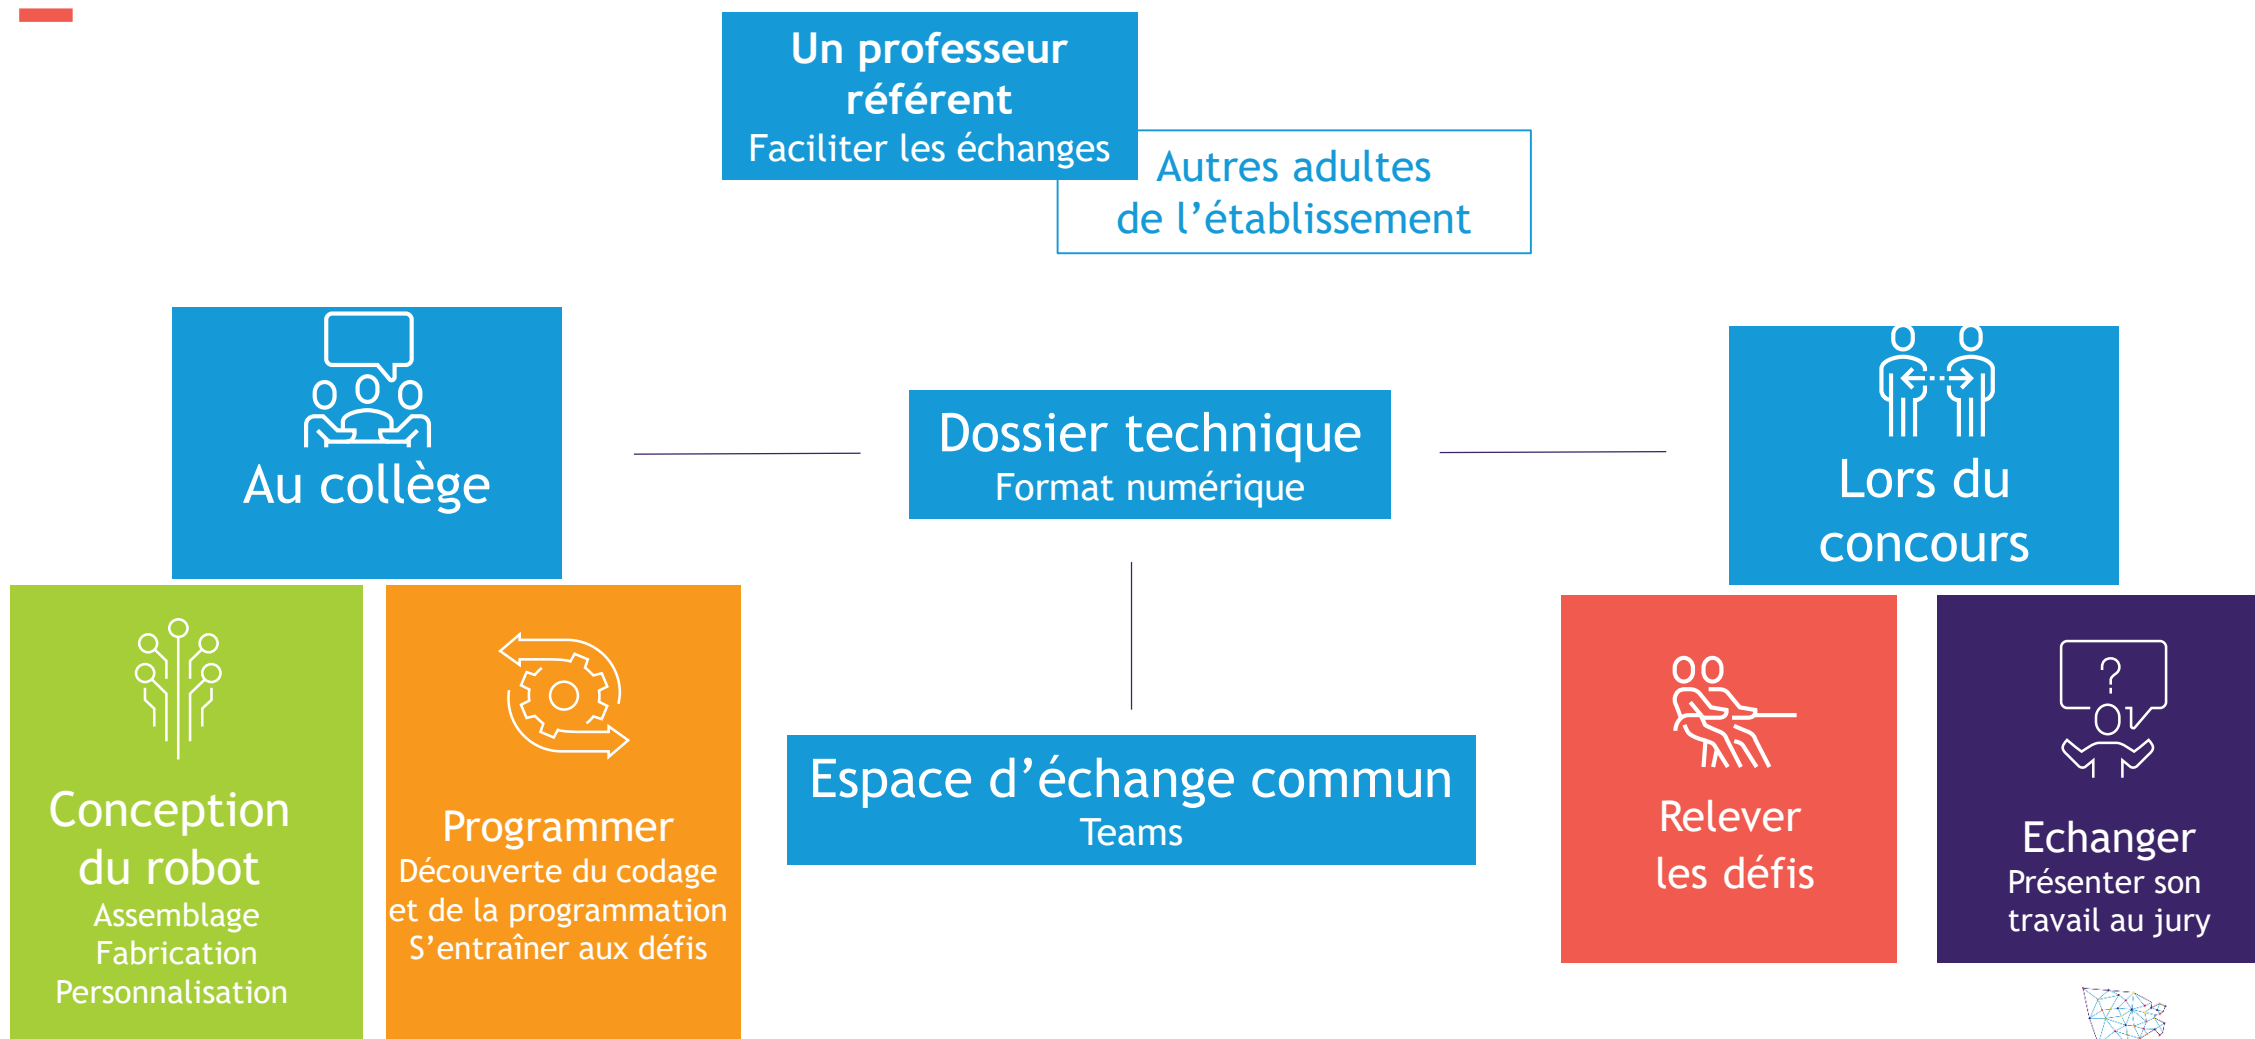 Un professeur
référent
Faciliter les échanges
Autres adultes
de l’établissement
Au collège
Dossier technique
Format numérique
Lors du
concours
Conception
du robot
Assemblage
Fabrication
Personnalisation
Programmer
Découverte du codage
et de la programmation
S’entraîner aux défis
Espace d’échange commun
Teams
Relever
les défis
?
Echanger
Présenter son
travail au jury